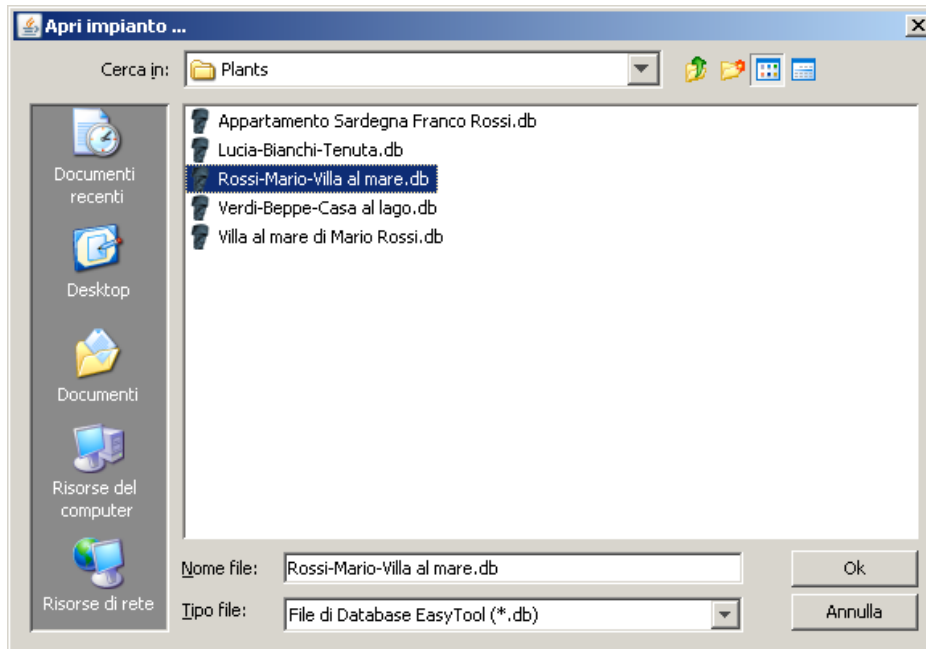 Apri impianto ...
Cerca in:
Plants
Documenti
recenti
Desktop
Documenti
Risorse del
computer
Risorse di rete
Appartamento Sardegna Franco Rossi.db
Lucia-Bianchi-Tenuta.db
Rossi-Mario-Villa al mare.db
Verdi-Beppe-Casa al lago.db
Villa al mare di Mario Rossi.db
Nome file:
Rossi-Mario-Villa al mare.db
Ok
Tipo file:
File di Database EasyTool (*.db)
Annulla